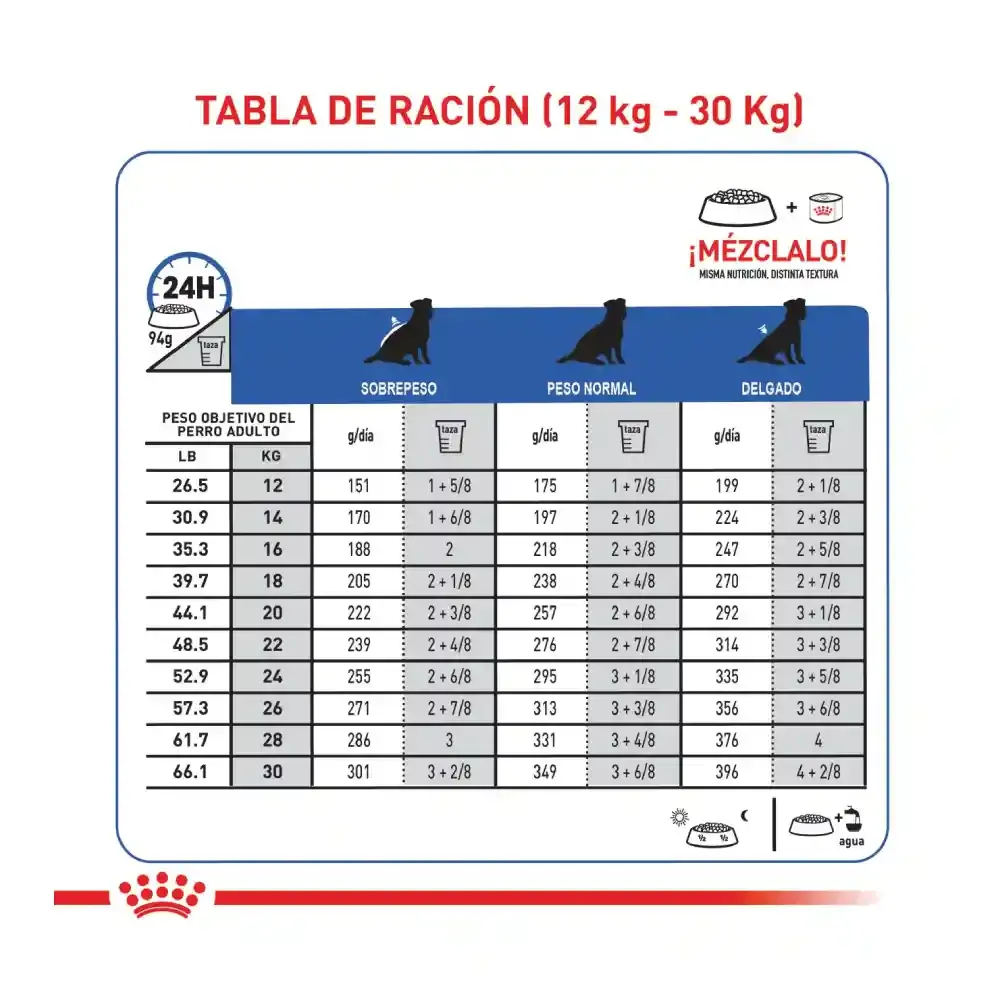 TABLA DE RACIÓN (12 kg - 30 Kg)
+
¡MÉZCLALO!
MISMA NUTRICIÓN, DISTINTA TEXTURA
24H
94g
taza
SOBREPESO PESO NORMAL DELGADO
PESO OBJETIVO DEL
PERRO ADULTO
g/día taza g/día taza g/día taza
LB KG
26.5 12 151 1 + 5/8 175 1 + 7/8 199 2 + 1/8
30.9 14 170 1 + 6/8 197 2 + 1/8 224 2 + 3/8
35.3 16 188 2 218 2 + 3/8 247 2 + 5/8
39.7 18 205 2 + 1/8 238 2 + 4/8 270 2 + 7/8
44.1 20 222 2 + 3/8 257 2 + 6/8 292 3 + 1/8
48.5 22 239 2 + 4/8 276 2 + 7/8 314 3 + 3/8
52.9 24 255 2 + 6/8 295 3 + 1/8 335 3 + 5/8
57.3 26 271 2 + 7/8 313 3 + 3/8 356 3 + 6/8
61.7 28 286 3 331 3 + 4/8 376 4
66.1 30 301 3 + 2/8 349 3 + 6/8 396 4 + 2/8
½ ½ +
agua